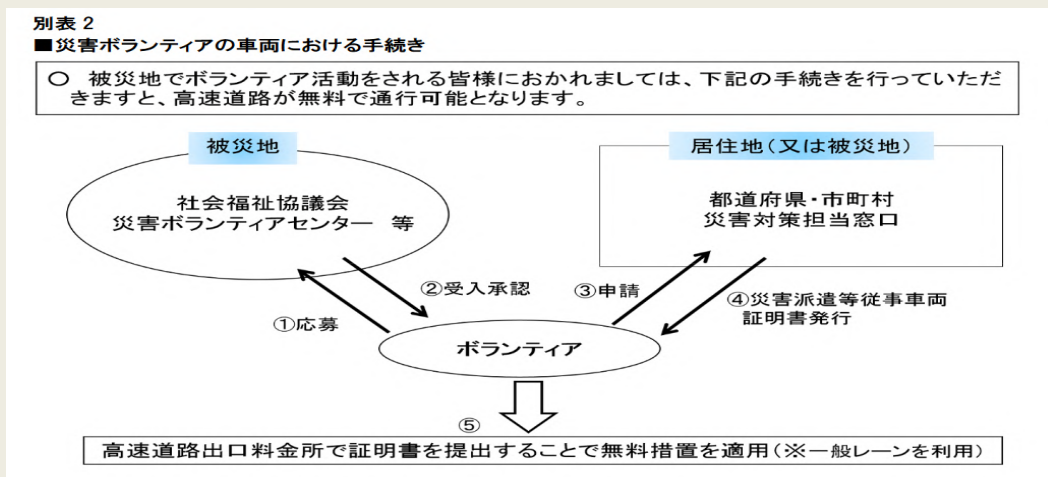 別表2
■災害ボランティアの車両における手続き
○ 被災地でボランティア活動をされる皆様におかれましては、下記の手続きを行っていただ
きますと、高速道路が無料で通行可能となります。
被災地
社会福祉協議会
災害ボランティアセンター 等
居住地(又は被災地)
都道府県・市町村
災害対策担当窓口
①応募
②受入承認
③申請
④災害派遣等従事車両
証明書発行
ボランティア
⑤
高速道路出口料金所で証明書を提出することで無料措置を適用(※一般レーンを利用)